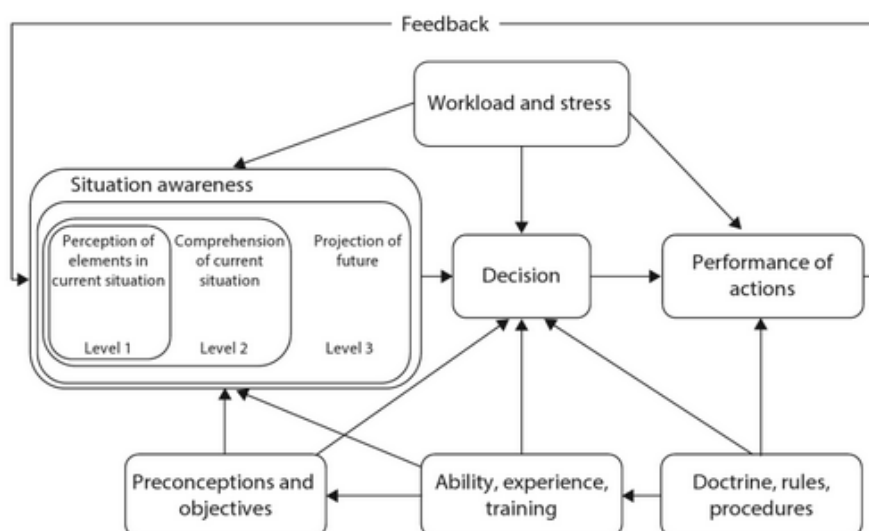 Feedback
Workload and stress
Situation awareness
Perception of
elements in
current situation
Level 1
Comprehension
of current
situation
Level 2
Projection of
future
Level 3
Decision
Performance of
actions
Preconceptions and
objectives
Ability, experience,
training
Doctrine, rules,
procedures